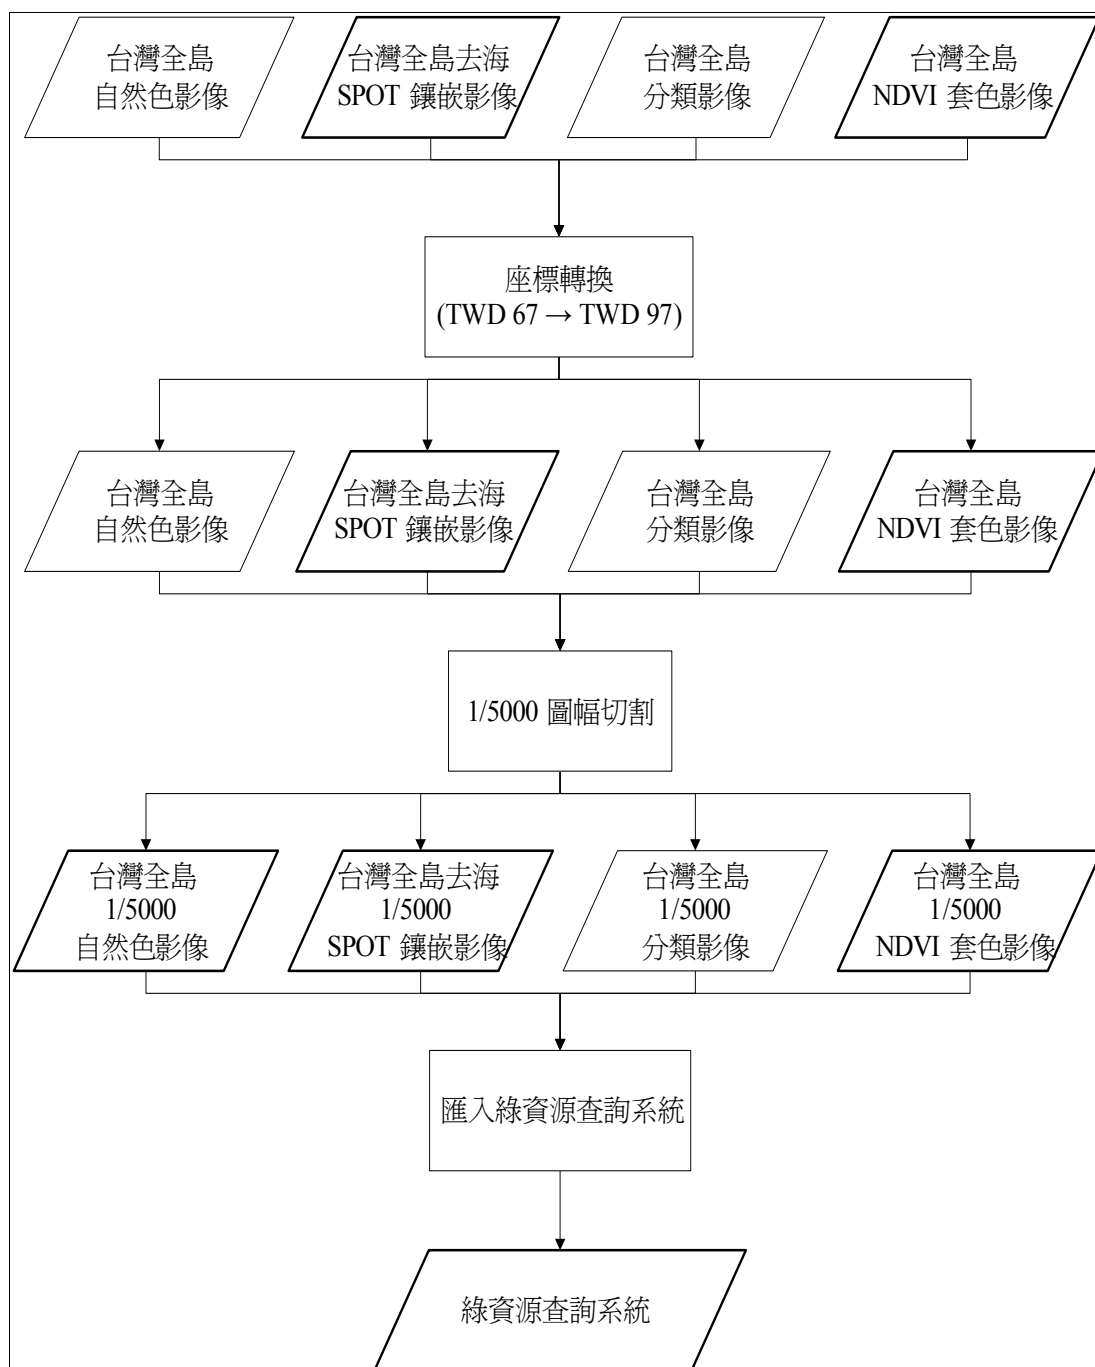 台灣全島
自然色影像
台灣全島去海
SPOT 鑲嵌影像
台灣全島
分類影像
台灣全島
NDVI 套色影像
座標轉換
(TWD 67 → TWD 97)
台灣全島
自然色影像
台灣全島去海
SPOT 鑲嵌影像
台灣全島
分類影像
台灣全島
NDVI 套色影像
1/5000 圖幅切割
台灣全島
1/5000
自然色影像
台灣全島去海
1/5000
SPOT 鑲嵌影像
台灣全島
1/5000
分類影像
台灣全島
1/5000
NDVI 套色影像
匯入綠資源查詢系統
綠資源查詢系統